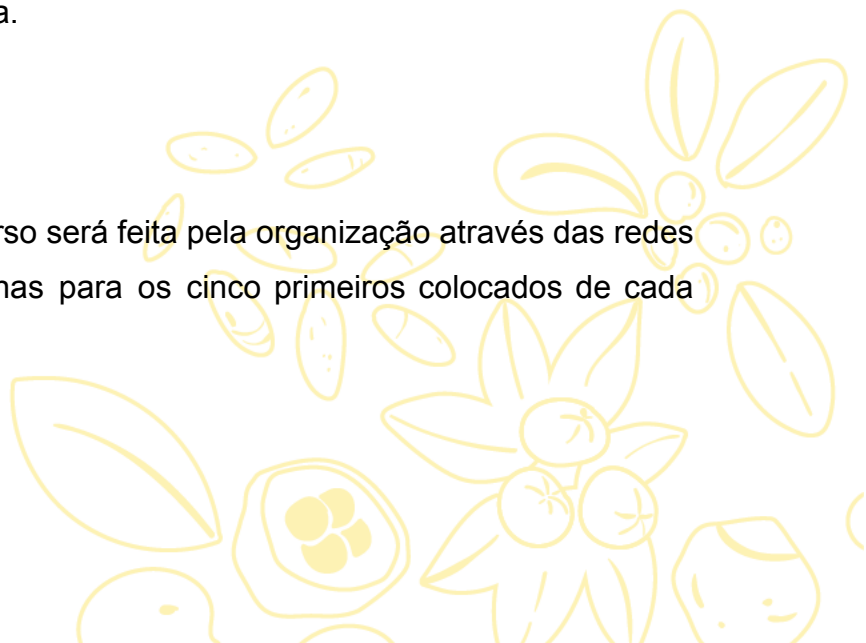 a.
rso será feita pela organização através das redes
nas para os cinco primeiros colocados de cada